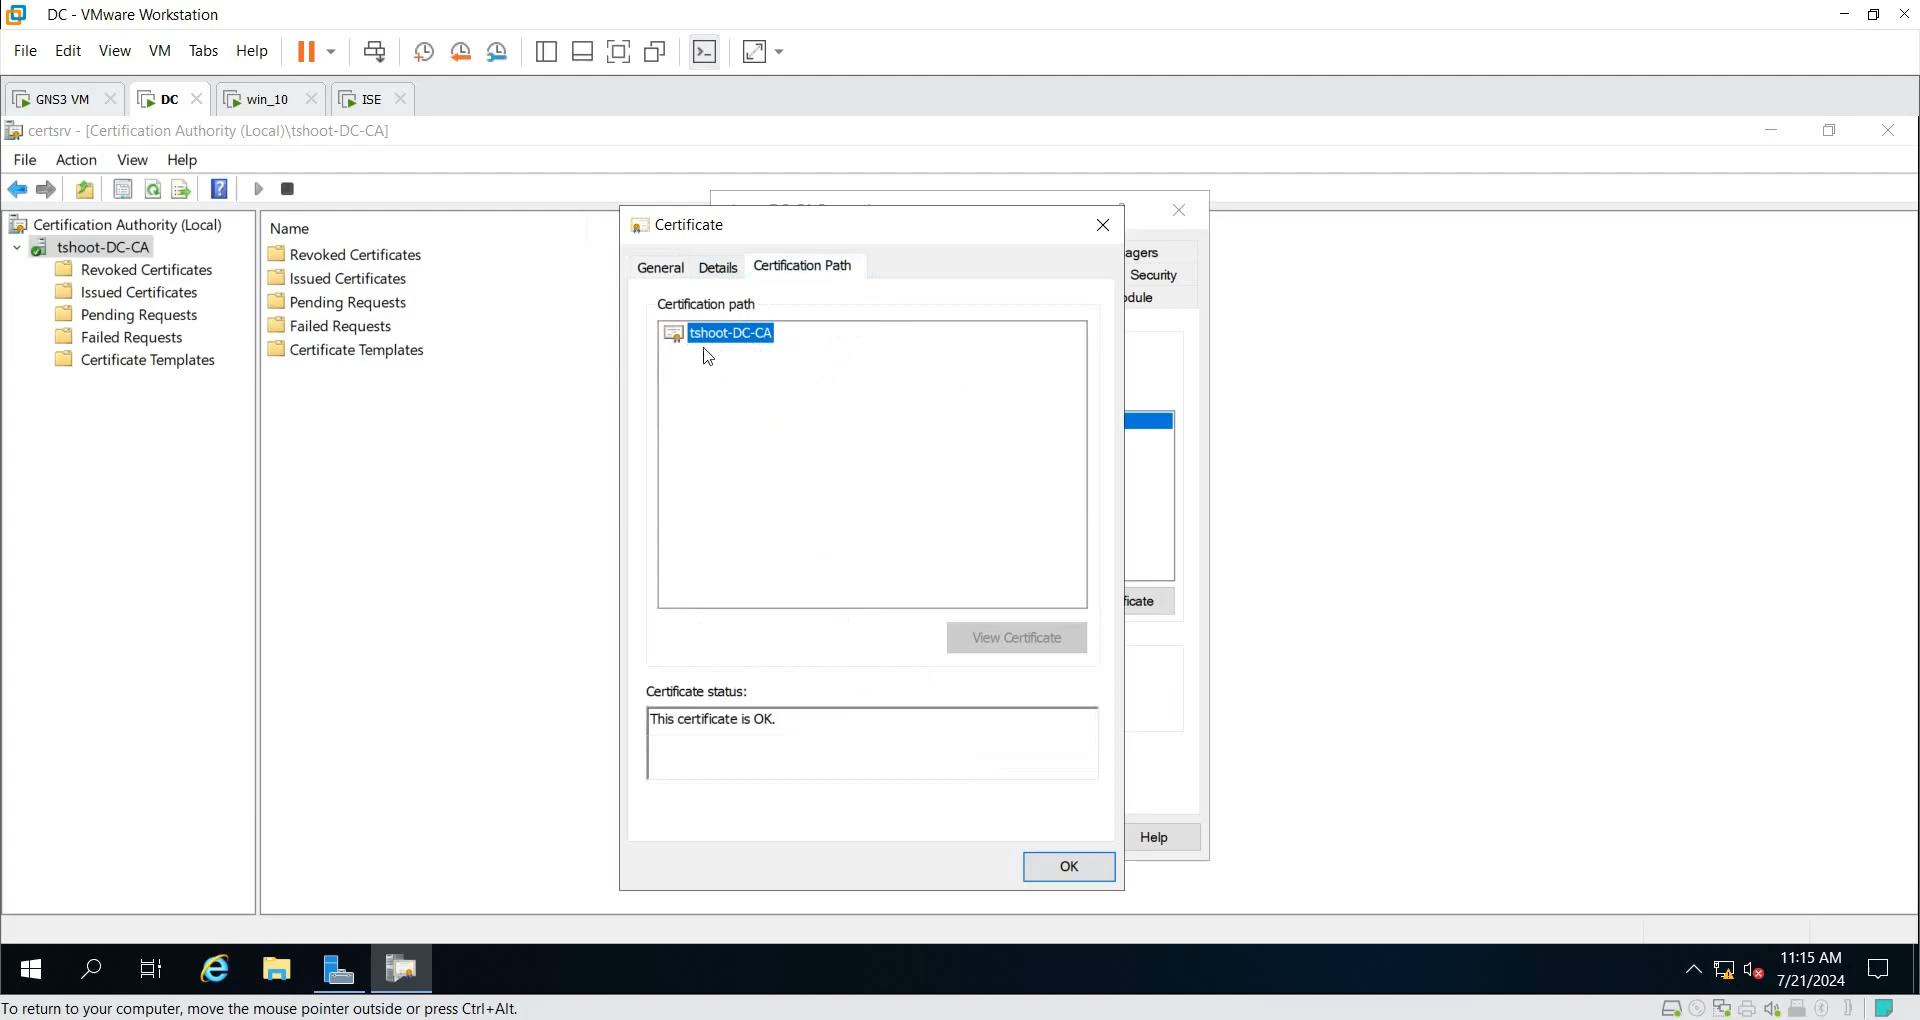 DC - VMware Workstation
File Edit View VM Tabs Help
GNS3 VM DC win_10 ISE
certsrv - [Certification Authority (Local)\tshoot-DC-CA]
File Action View Help
Certification Authority (Local)
tshoot-DC-CA
Revoked Certificates
Issued Certificates
Pending Requests
Failed Requests
Certificate Templates
Name
Revoked Certificates
Issued Certificates
Pending Requests
Failed Requests
Certificate Templates
Certificate
General Details Certification Path
Certification path
tshoot-DC-CA
View Certificate
Certificate status:
This certificate is OK.
OK
agers
Security
odule
ificate
Help
11:15 AM
7/21/2024
To return to your computer, move the mouse pointer outside or press Ctrl+Alt.